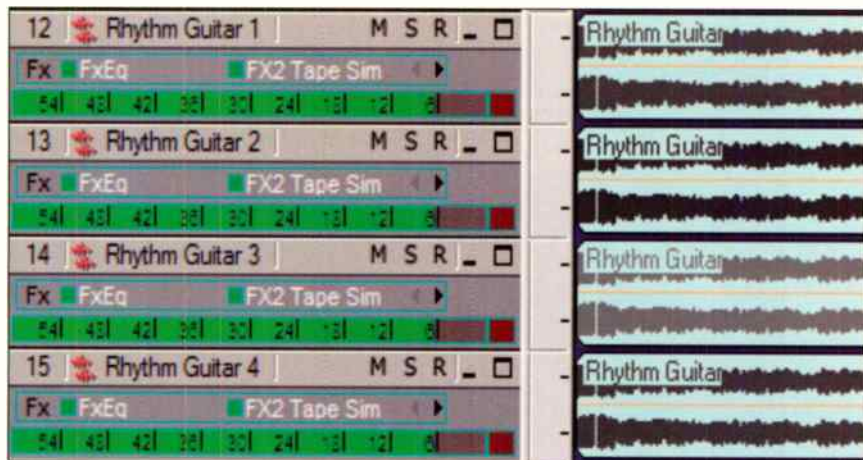 12 Rhythm Guitar 1 M S R Rhythm Guitar
Fx FxEq FX2 Tape Sim
54 48 42 36 30 24 18 12 6
13 Rhythm Guitar 2 M S R Rhythm Guitar
Fx FxEq FX2 Tape Sim
54 48 42 36 30 24 18 12 6
14 Rhythm Guitar 3 M S R Rhythm Guitar
Fx FxEq FX2 Tape Sim
54 48 42 36 30 24 18 12 6
15 Rhythm Guitar 4 M S R Rhythm Guitar
Fx FxEq FX2 Tape Sim
54 48 42 36 30 24 18 12 6